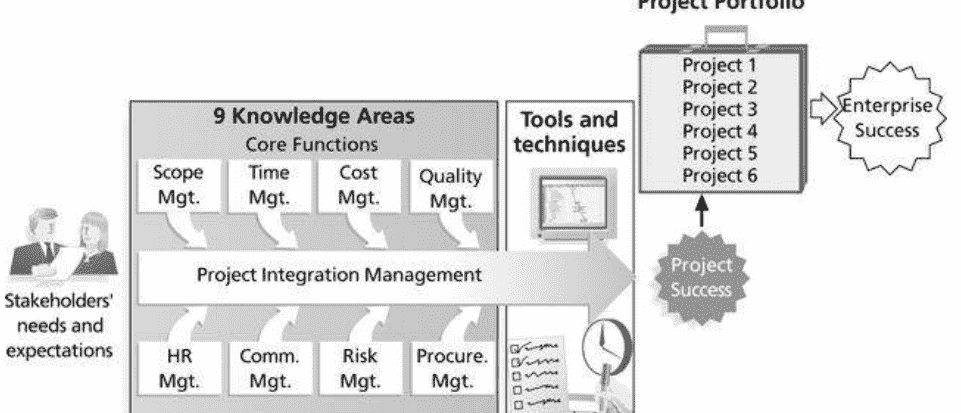 Project Portfolio
Project 1
Project 2
Project 3
Project 4
Project 5
Project 6
Enterprise
Success
9 Knowledge Areas
Core Functions
Scope
Mgt.
Time
Mgt.
Cost
Mgt.
Quality
Mgt.
Tools and
techniques
Project Integration Management
Project
Success
Stakeholders'
needs and
expectations
HR
Mgt.
Comm.
Mgt.
Risk
Mgt.
Procure.
Mgt.